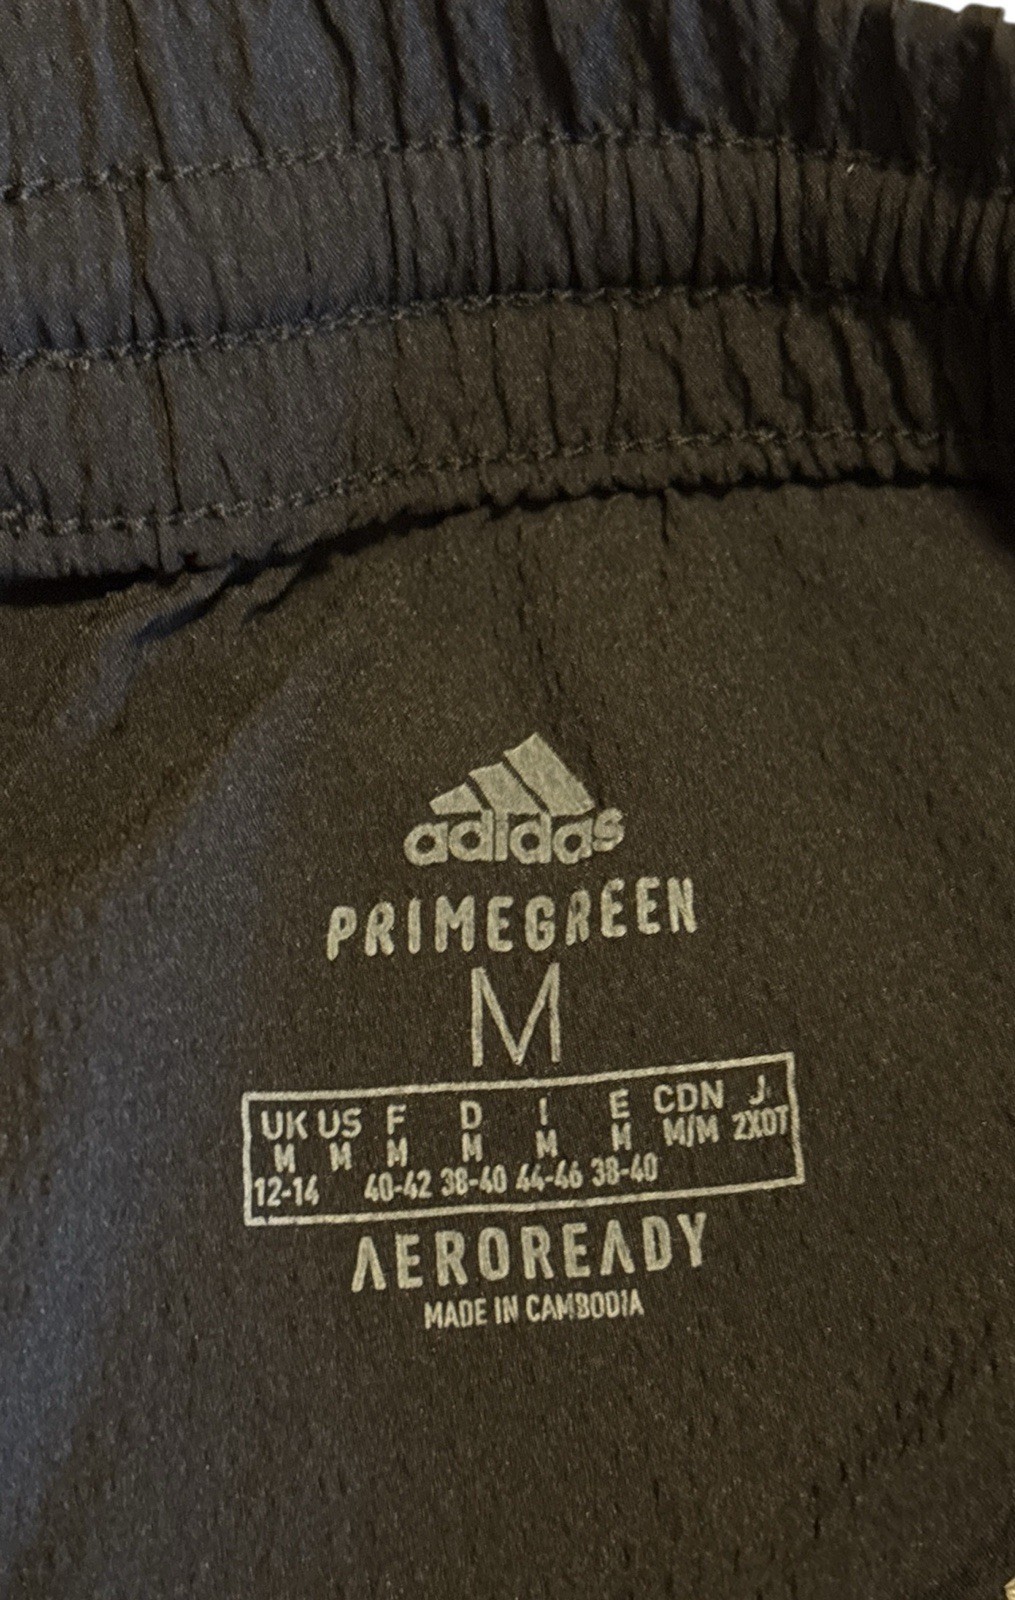 adidas
PRIMEGREEN
M
UK US F D I E CDN J
M M M M M M M/M 2XOT
12-14 40-42 38-40 44-46 38-40
AEROREADY
MADE IN CAMBODIA